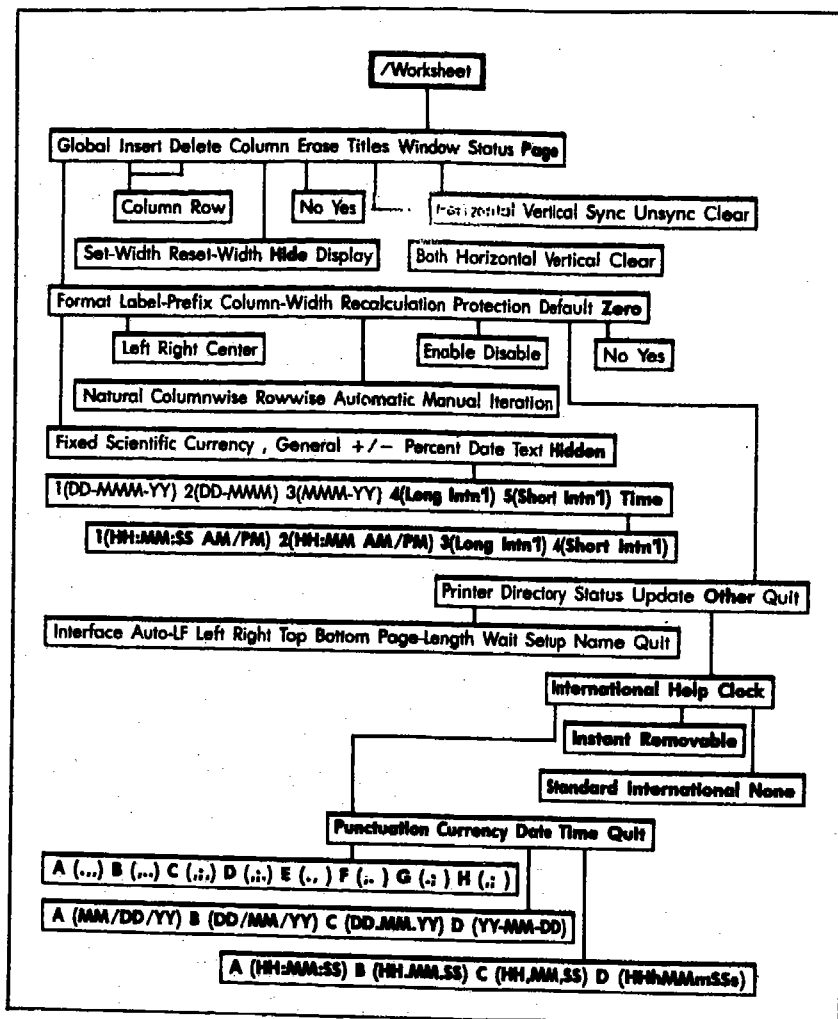 /Worksheet
Global Insert Delete Column Erase Titles Window Status Page
Column Row
No Yes
Horizontal Vertical Sync Unsync Clear
Set-Width Reset-Width Hide Display
Both Horizontal Vertical Clear
Format Label-Prefix Column-Width Recalculation Protection Default Zero
Left Right Center
Enable Disable
No Yes
Natural Columnwise Rowwise Automatic Manual Iteration
Fixed Scientific Currency , General +/− Percent Date Text Hidden
1(DD-MMM-YY) 2(DD-MMM) 3(MMM-YY) 4(Long Intn'l) 5(Short Intn'l) Time
1(HH:MM:SS AM/PM) 2(HH:MM AM/PM) 3(Long Intn'l) 4(Short Intn'l)
Printer Directory Status Update Other Quit
Interface Auto-LF Left Right Top Bottom Page-Length Wait Setup Name Quit
International Help Clock
Instant Removable
Standard International None
Punctuation Currency Date Time Quit
A (.,,) B (,..) C (.;,) D (,;.) E (., ) F (,. ) G (.; ) H (,; )
A (MM/DD/YY) B (DD/MM/YY) C (DD.MM.YY) D (YY-MM-DD)
A (HH:MM:SS) B (HH.MM.SS) C (HH,MM,SS) D (HHhMMmSSs)